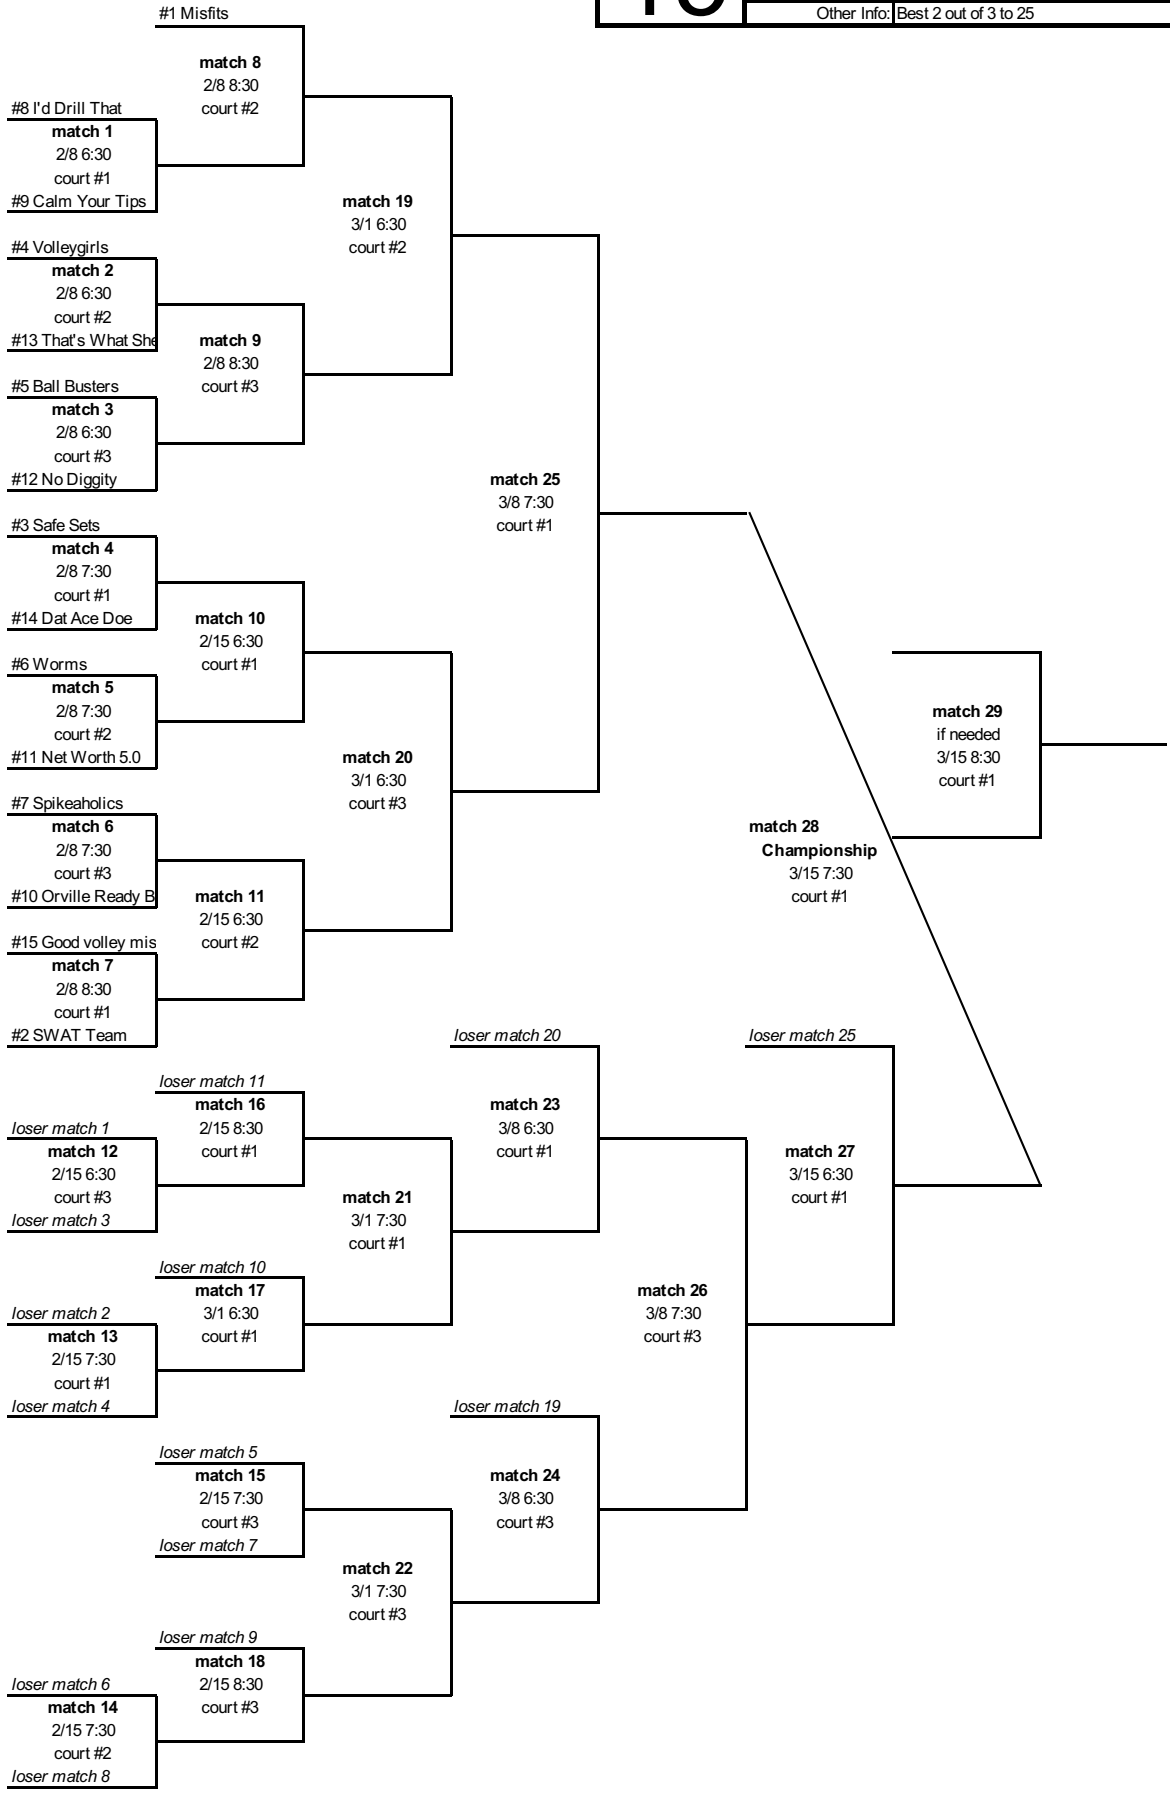 #1 Misfits
Other Info: Best 2 out of 3 to 25
match 8
2/8 8:30
court #2
#8 I'd Drill That
match 1
2/8 6:30
court #1
#9 Calm Your Tips
match 19
3/1 6:30
court #2
#4 Volleygirls
match 2
2/8 6:30
court #2
#13 That's What She
match 9
2/8 8:30
court #3
#5 Ball Busters
match 3
2/8 6:30
court #3
#12 No Diggity
match 25
3/8 7:30
court #1
#3 Safe Sets
match 4
2/8 7:30
court #1
#14 Dat Ace Doe
match 10
2/15 6:30
court #1
#6 Worms
match 5
2/8 7:30
court #2
#11 Net Worth 5.0
match 20
3/1 6:30
court #3
match 29
if needed
3/15 8:30
court #1
#7 Spikeaholics
match 6
2/8 7:30
court #3
#10 Orville Ready B
match 28
Championship
3/15 7:30
court #1
match 11
2/15 6:30
court #2
#15 Good volley mis
match 7
2/8 8:30
court #1
#2 SWAT Team
loser match 20
loser match 25
loser match 11
match 16
2/15 8:30
court #1
match 23
3/8 6:30
court #1
loser match 1
match 12
2/15 6:30
court #3
loser match 3
match 27
3/15 6:30
court #1
match 21
3/1 7:30
court #1
loser match 10
match 17
3/1 6:30
court #1
match 26
3/8 7:30
court #3
loser match 2
match 13
2/15 7:30
court #1
loser match 4
loser match 19
loser match 5
match 15
2/15 7:30
court #3
loser match 7
match 24
3/8 6:30
court #3
match 22
3/1 7:30
court #3
loser match 9
match 18
2/15 8:30
court #3
loser match 6
match 14
2/15 7:30
court #2
loser match 8